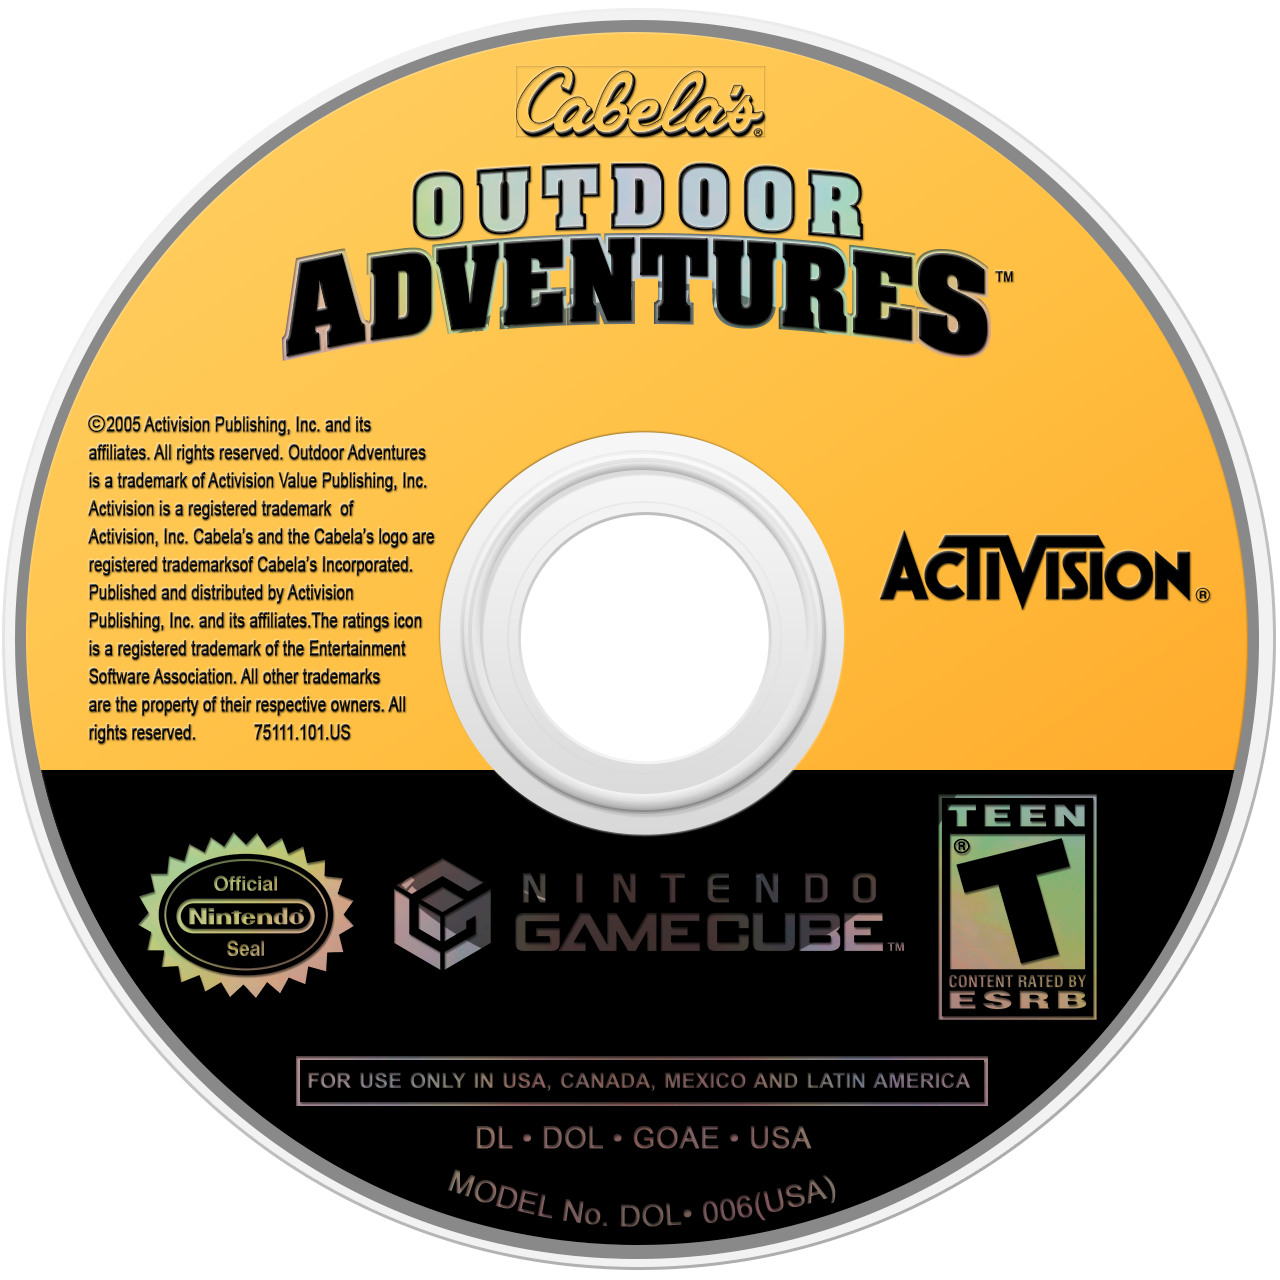 Cabela's®
OUTDOOR
ADVENTURES™
©2005 Activision Publishing, Inc. and its
affiliates. All rights reserved. Outdoor Adventures
is a trademark of Activision Value Publishing, Inc.
Activision is a registered trademark of
Activision, Inc. Cabela's and the Cabela's logo are
registered trademarksof Cabela's Incorporated.
Published and distributed by Activision
Publishing, Inc. and its affiliates.The ratings icon
is a registered trademark of the Entertainment
Software Association. All other trademarks
are the property of their respective owners. All
rights reserved. 75111.101.US
ACTIVISION®
Official
Nintendo®
Seal
NINTENDO
GAMECUBE™
TEEN
®
T
CONTENT RATED BY
ESRB
FOR USE ONLY IN USA, CANADA, MEXICO AND LATIN AMERICA
DL • DOL • GOAE • USA
MODEL No. DOL• 006(USA)